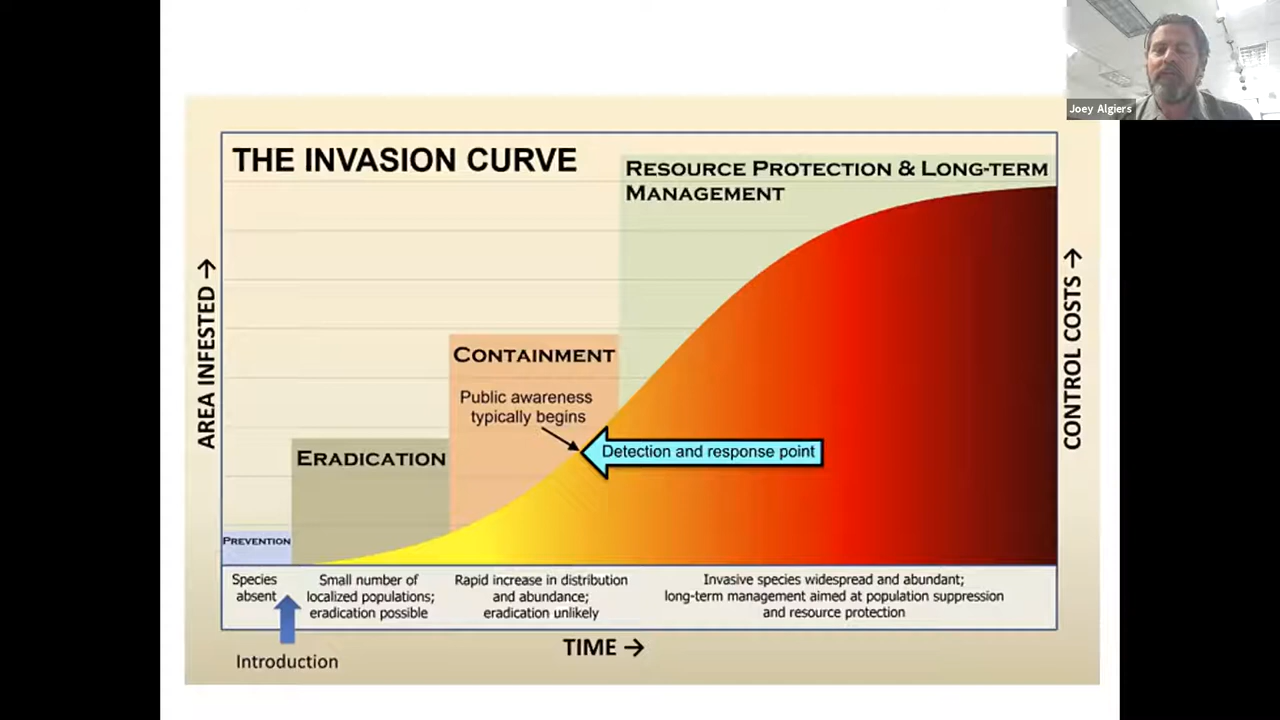 Joey Algiers
THE INVASION CURVE
RESOURCE PROTECTION & LONG-TERM
MANAGEMENT
AREA INFESTED →
CONTROL COSTS →
CONTAINMENT
Public awareness
typically begins
Detection and response point
ERADICATION
PREVENTION
Species
absent
Small number of
localized populations;
eradication possible
Rapid increase in distribution
and abundance;
eradication unlikely
Invasive species widespread and abundant;
long-term management aimed at population suppression
and resource protection
Introduction
TIME →